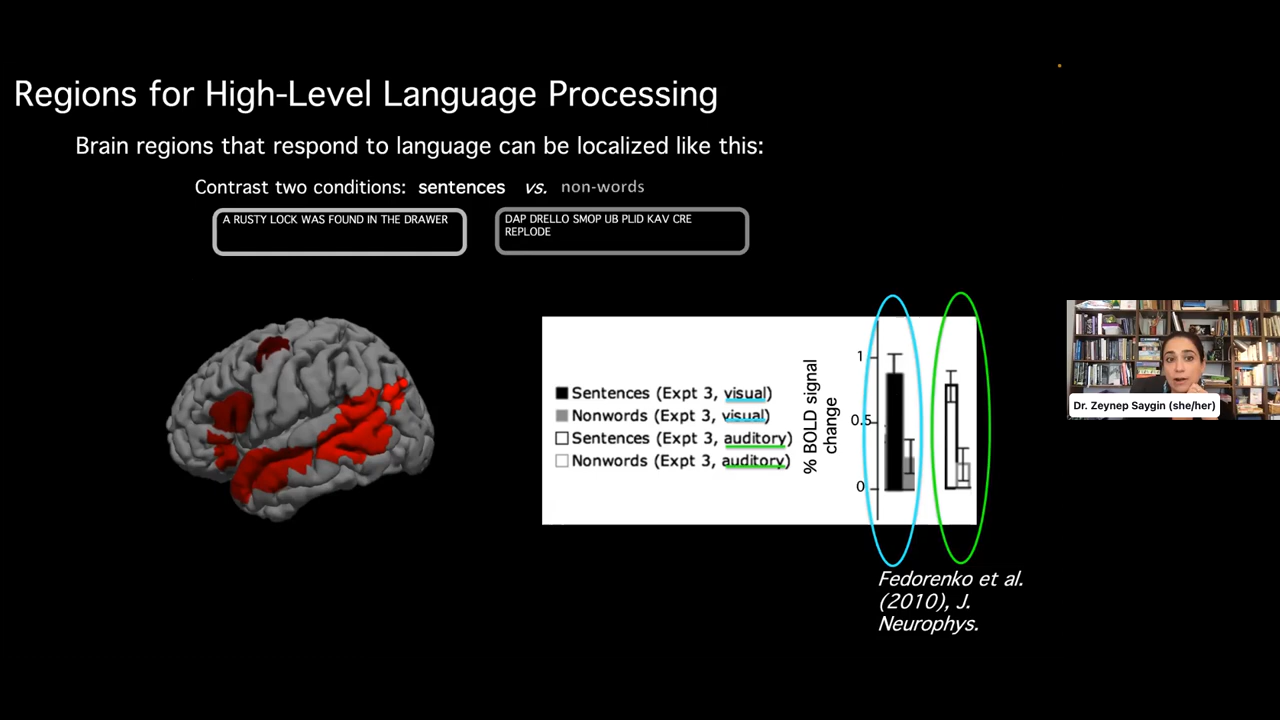 Regions for High-Level Language Processing
Brain regions that respond to language can be localized like this:
Contrast two conditions: sentences vs. non-words
A RUSTY LOCK WAS FOUND IN THE DRAWER
DAP DRELLO SMOP UB PLID KAV CRE
REPLODE
Sentences (Expt 3, visual)
Nonwords (Expt 3, visual)
Sentences (Expt 3, auditory)
Nonwords (Expt 3, auditory)
% BOLD signal
change
1
0.5
0
Fedorenko et al.
(2010), J.
Neurophys.
Dr. Zeynep Saygin (she/her)